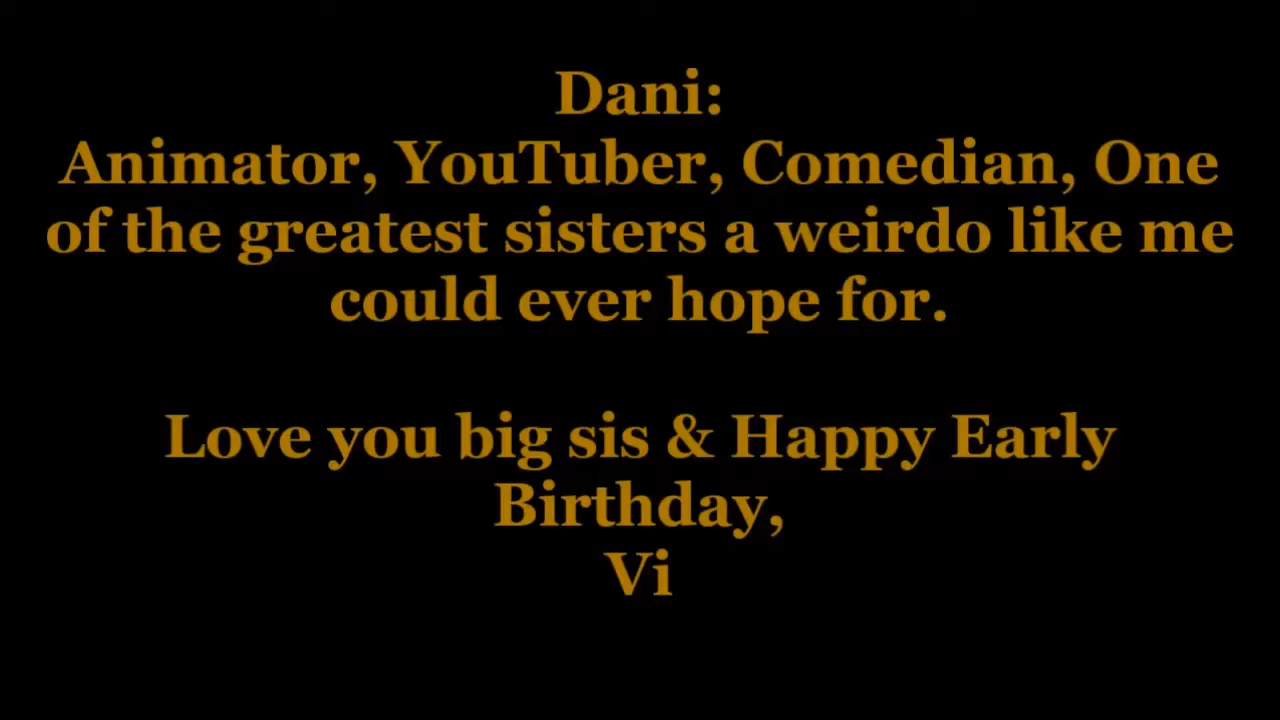 Dani:
Animator, YouTuber, Comedian, One
of the greatest sisters a weirdo like me
could ever hope for.
Love you big sis & Happy Early
Birthday,
Vi